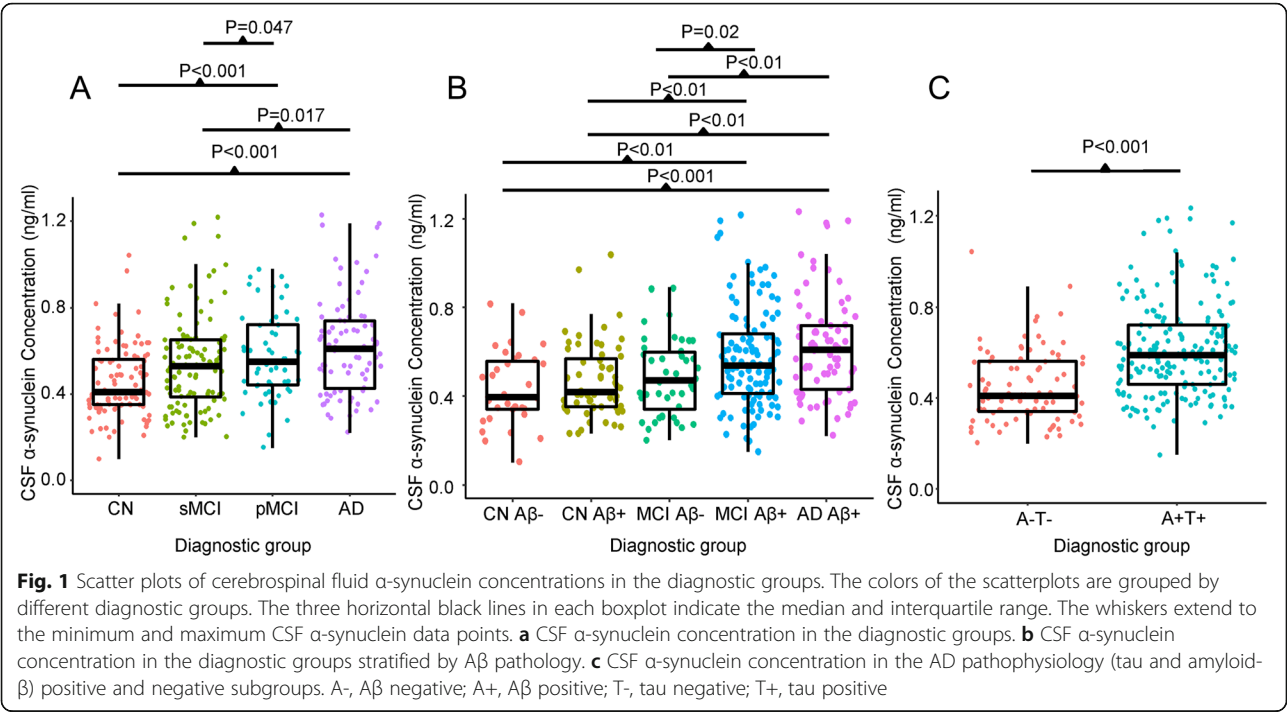 P=0.047
P<0.001
P=0.017
P<0.001
A
CSF α-synuclein Concentration (ng/ml)
1.2
0.8
0.4
0.0
CN sMCI pMCI AD
Diagnostic group
P=0.02
P<0.01
P<0.01
P<0.01
P<0.01
P<0.001
B
CSF α-synuclein Concentration (ng/ml)
1.2
0.8
0.4
0.0
CN Aβ- CN Aβ+ MCI Aβ- MCI Aβ+ AD Aβ+
Diagnostic group
C
P<0.001
CSF α-synuclein Concentration (ng/ml)
1.2
0.8
0.4
0.0
A-T- A+T+
Diagnostic group
Fig. 1 Scatter plots of cerebrospinal fluid α-synuclein concentrations in the diagnostic groups. The colors of the scatterplots are grouped by
different diagnostic groups. The three horizontal black lines in each boxplot indicate the median and interquartile range. The whiskers extend to
the minimum and maximum CSF α-synuclein data points. a CSF α-synuclein concentration in the diagnostic groups. b CSF α-synuclein
concentration in the diagnostic groups stratified by Aβ pathology. c CSF α-synuclein concentration in the AD pathophysiology (tau and amyloid-
β) positive and negative subgroups. A-, Aβ negative; A+, Aβ positive; T-, tau negative; T+, tau positive